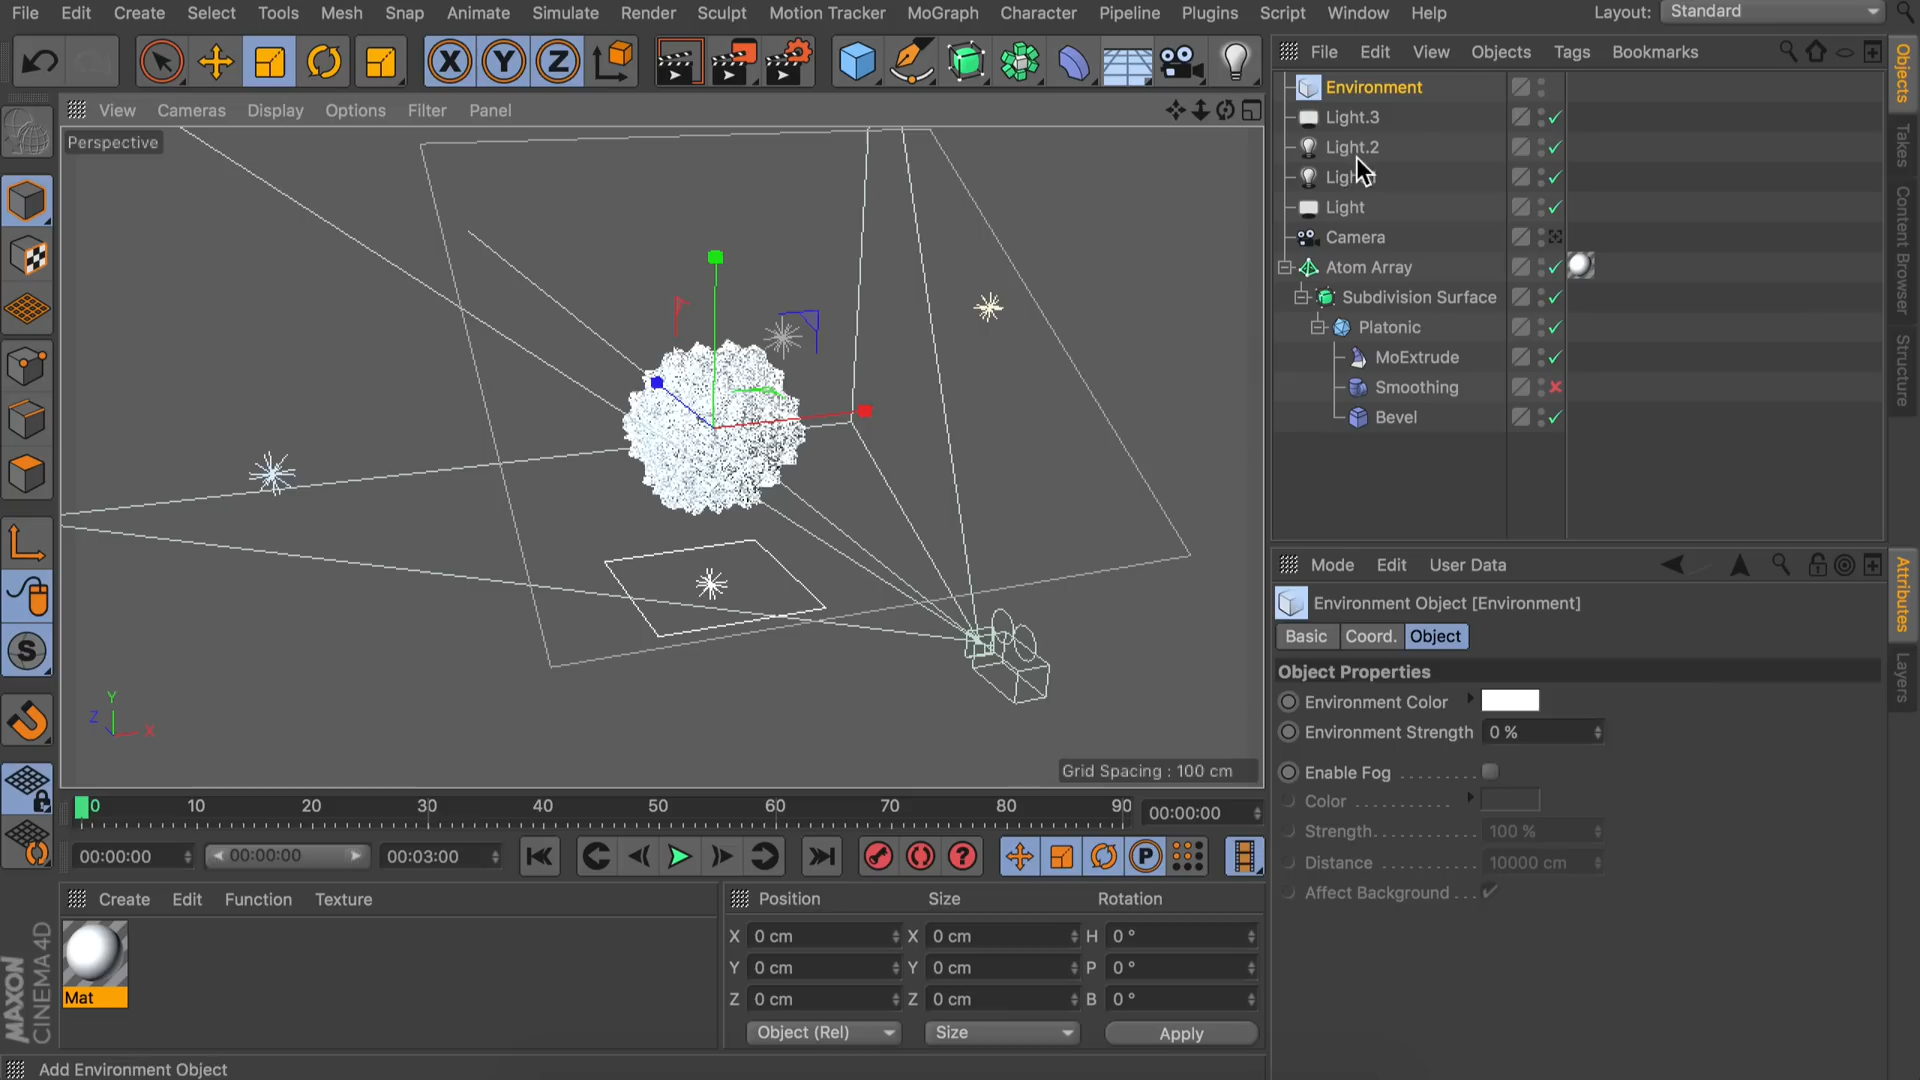 File Edit Create Select Tools Mesh Snap Animate Simulate Render Sculpt Motion Tracker MoGraph Character Pipeline Plugins Script Window Help Layout: Standard
File Edit View Objects Tags Bookmarks
View Cameras Display Options Filter Panel
Perspective
Environment
Light.3
Light.2
Light
Camera
Atom Array
Subdivision Surface
Platonic
MoExtrude
Smoothing
Bevel
Objects
Takes
Content Browser
Structure
Y
Z
X
Grid Spacing : 100 cm
0 10 20 30 40 50 60 70 80 90 00:00:00
00:00:00 00:00:00 00:03:00
Mode Edit User Data
Environment Object [Environment]
Basic Coord. Object
Object Properties
Environment Color
Environment Strength 0 %
Enable Fog
Color
Strength 100 %
Distance 10000 cm
Affect Background
Attributes
Layers
Create Edit Function Texture
Mat
Position Size Rotation
X 0 cm X 0 cm H 0 °
Y 0 cm Y 0 cm P 0 °
Z 0 cm Z 0 cm B 0 °
Object (Rel) Size Apply
MAXON
CINEMA 4D
Add Environment Object